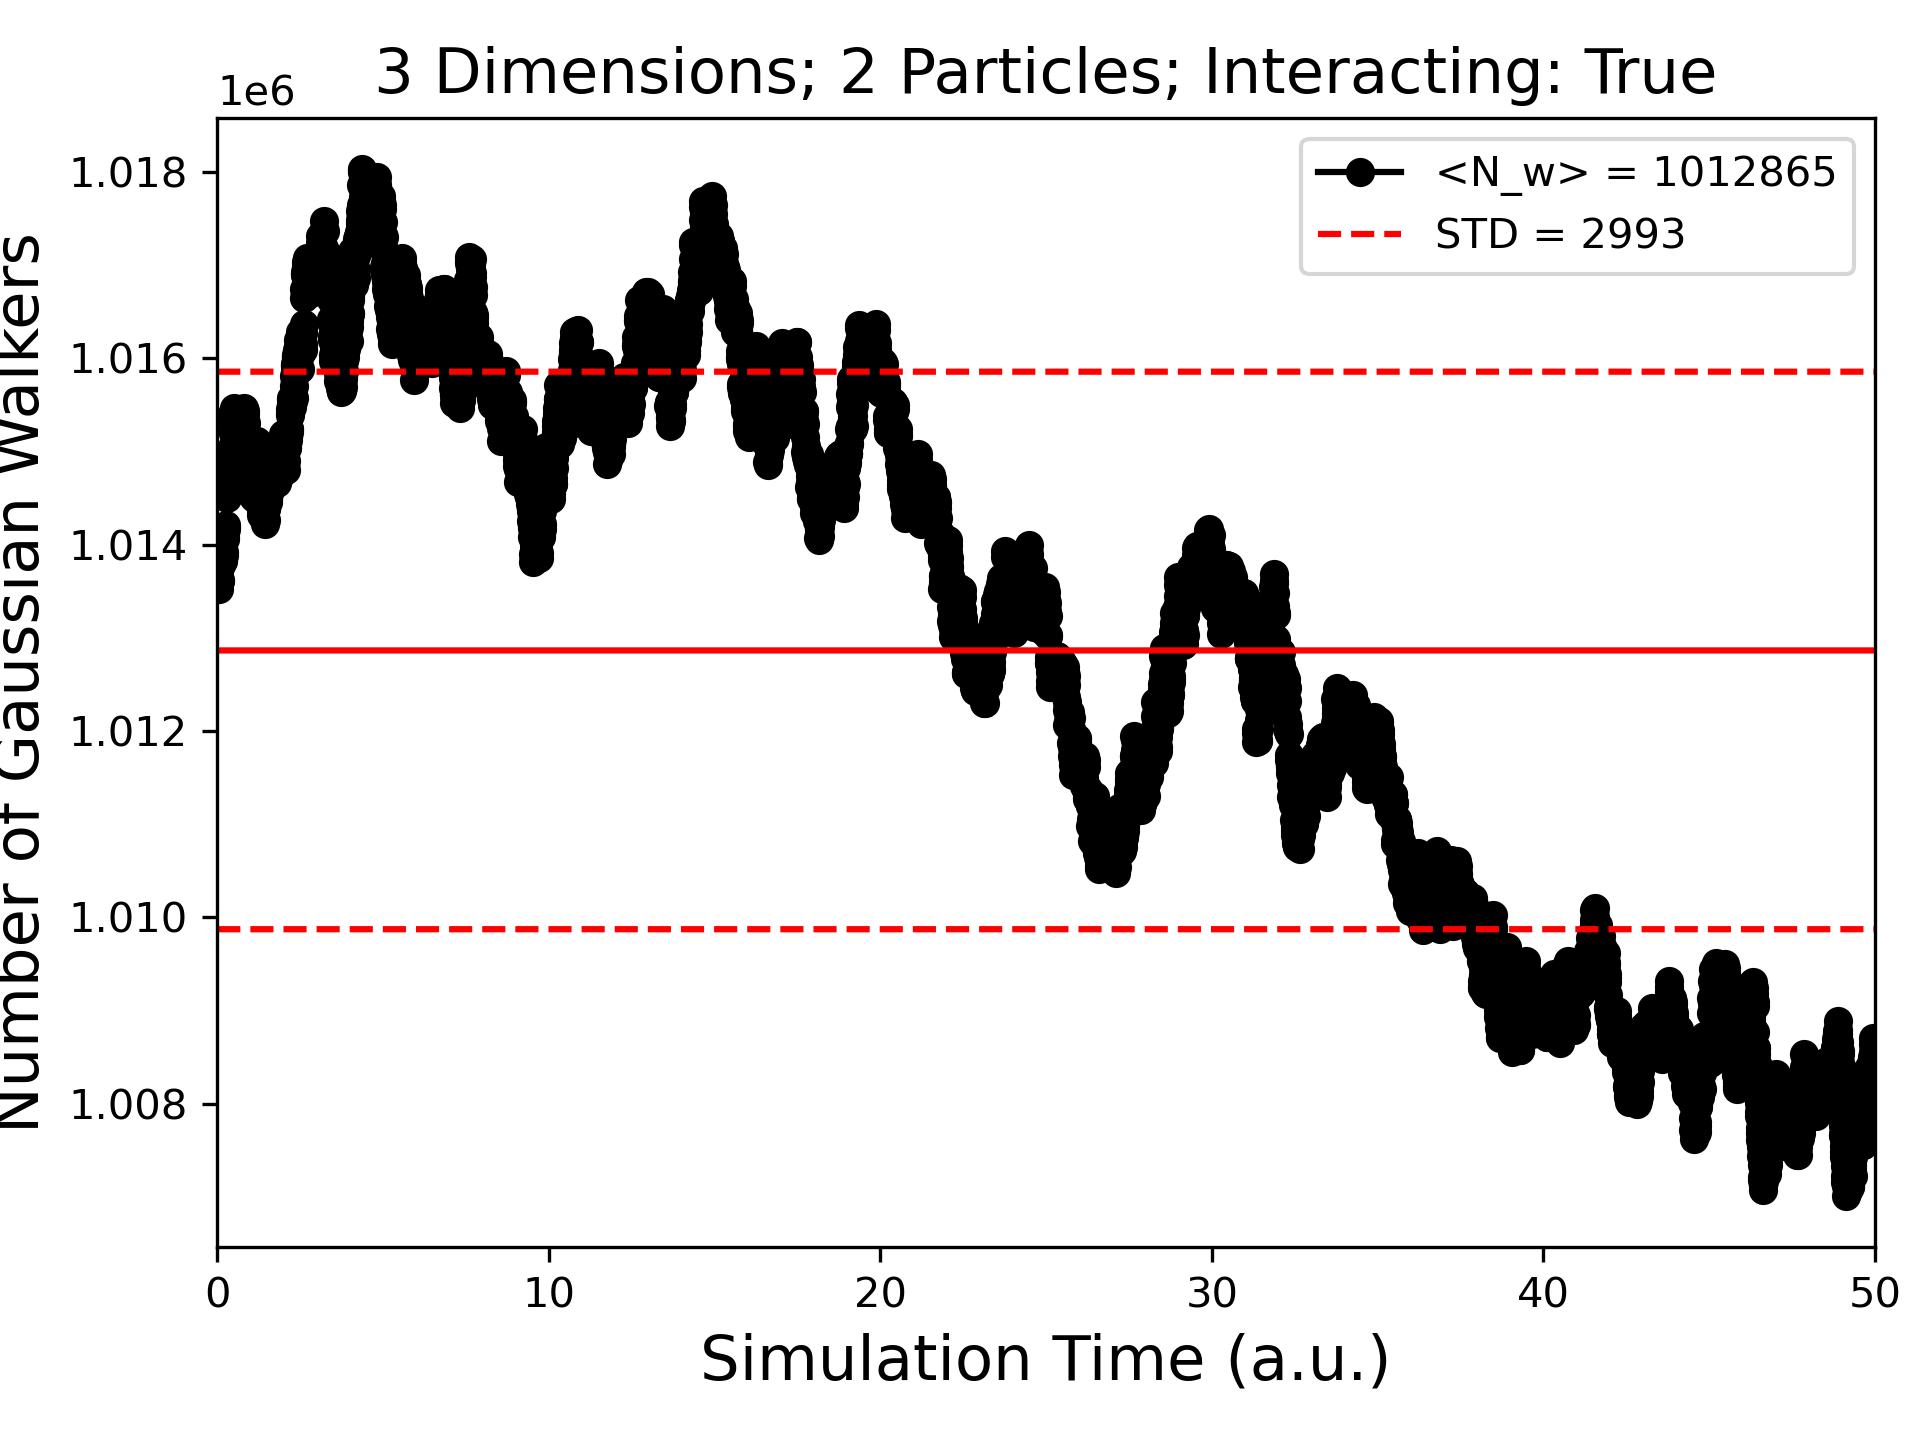 3 Dimensions; 2 Particles; Interacting: True
1e6
<N_w> = 1012865
STD = 2993
Number of Gaussian Walkers
1.018
1.016
1.014
1.012
1.010
1.008
0 10 20 30 40 50
Simulation Time (a.u.)